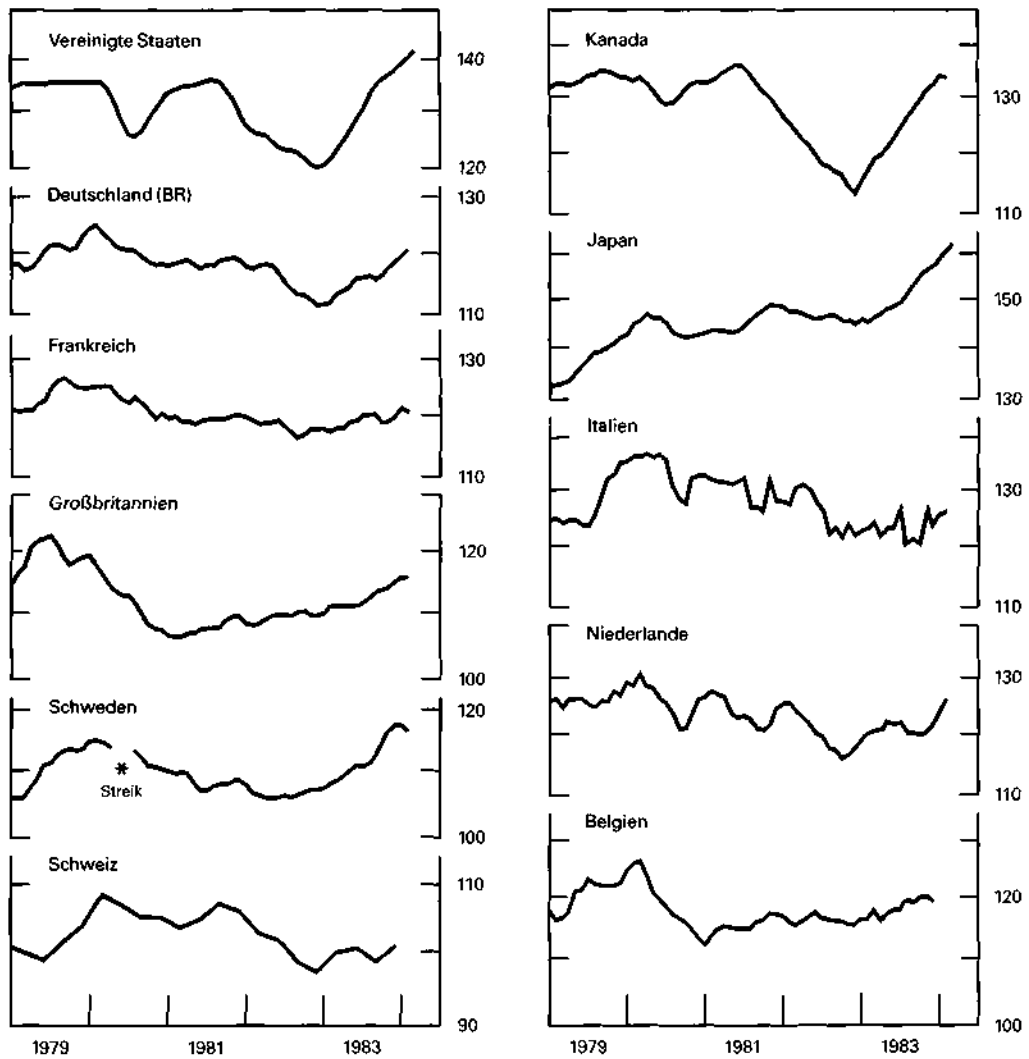 Vereinigte Staaten
140
120
Deutschland (BR)
130
110
Frankreich
130
110
Großbritannien
120
100
Schweden
120
*
Streik
100
Schweiz
110
90
1979 1981 1983
Kanada
130
110
Japan
150
130
Italien
130
110
Niederlande
130
110
Belgien
120
100
1979 1981 1983